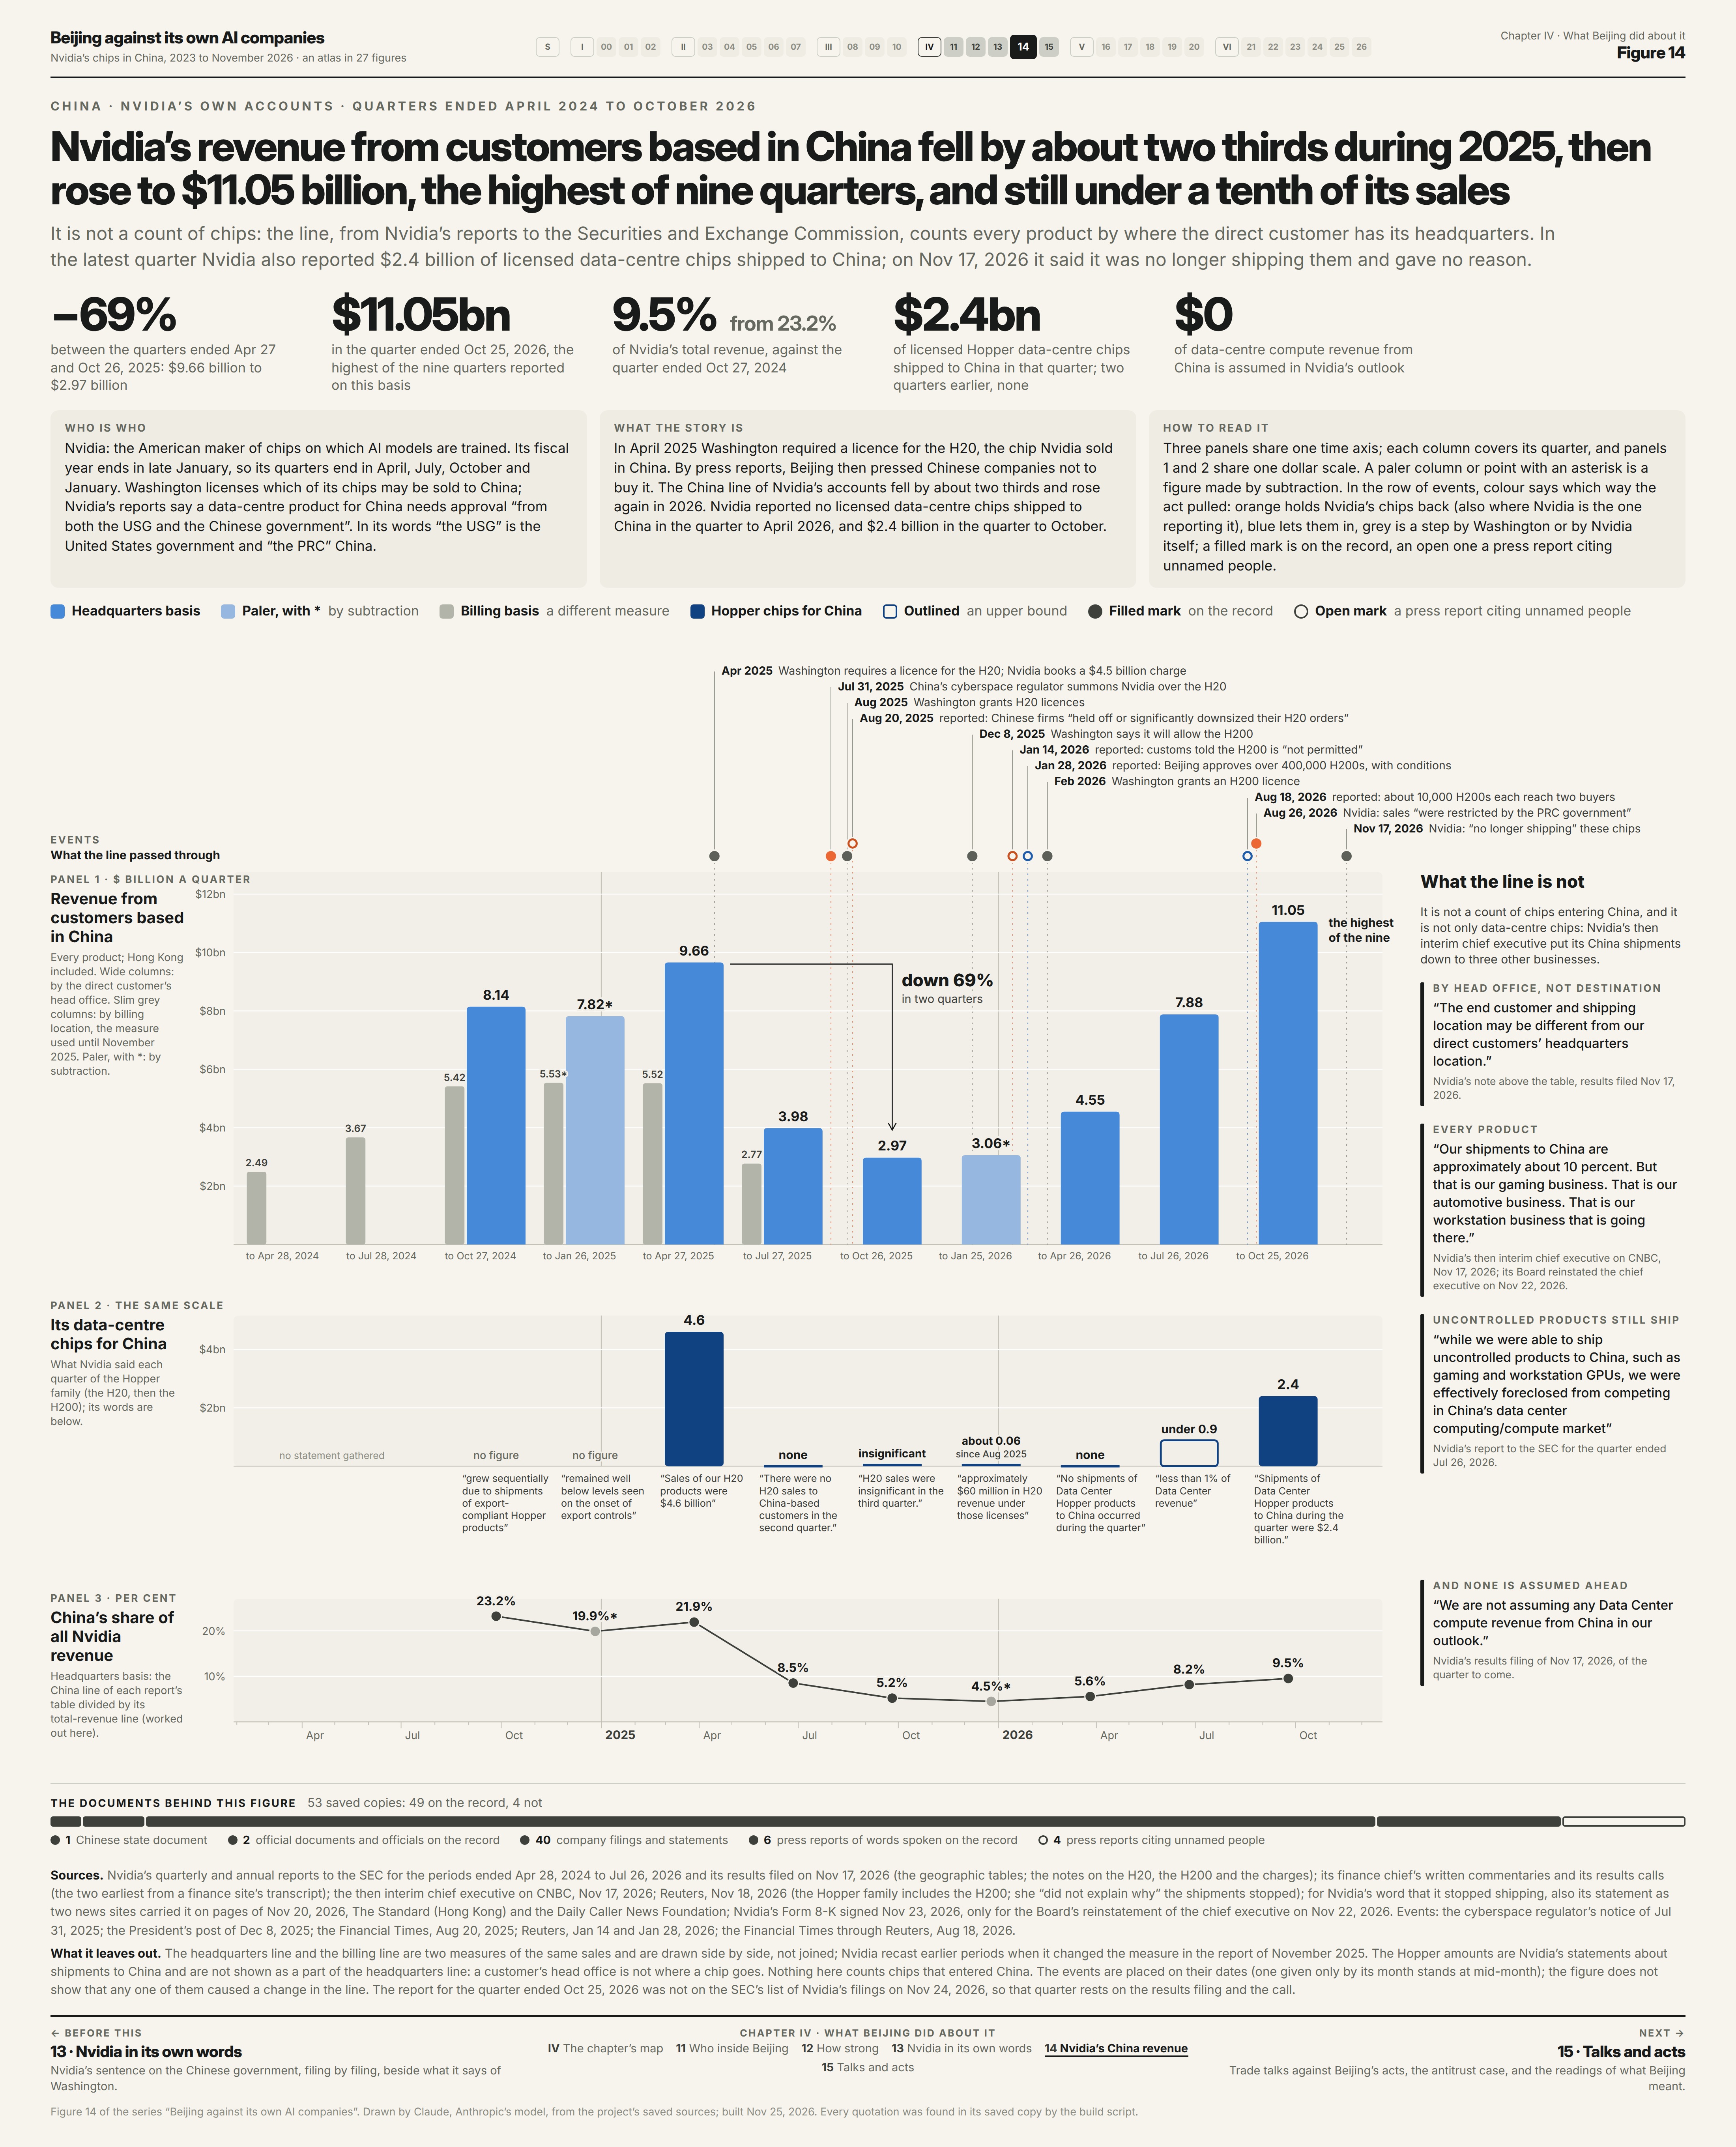 Beijing against its own AI companies
Nvidia’s chips in China, 2023 to November 2026 · an atlas in 27 figures
S I 00 01 02 II 03 04 05 06 07 III 08 09 10 IV 11 12 13 14 15 V 16 17 18 19 20 VI 21 22 23 24 25 26
Chapter IV · What Beijing did about it
Figure 14
CHINA · NVIDIA’S OWN ACCOUNTS · QUARTERS ENDED APRIL 2024 TO OCTOBER 2026
Nvidia’s revenue from customers based in China fell by about two thirds during 2025, then
rose to $11.05 billion, the highest of nine quarters, and still under a tenth of its sales
It is not a count of chips: the line, from Nvidia’s reports to the Securities and Exchange Commission, counts every product by where the direct customer has its headquarters. In
the latest quarter Nvidia also reported $2.4 billion of licensed data-centre chips shipped to China; on Nov 17, 2026 it said it was no longer shipping them and gave no reason.
−69%
between the quarters ended Apr 27
and Oct 26, 2025: $9.66 billion to
$2.97 billion
$11.05bn
in the quarter ended Oct 25, 2026, the
highest of the nine quarters reported
on this basis
9.5% from 23.2%
of Nvidia’s total revenue, against the
quarter ended Oct 27, 2024
$2.4bn
of licensed Hopper data-centre chips
shipped to China in that quarter; two
quarters earlier, none
$0
of data-centre compute revenue from
China is assumed in Nvidia’s outlook
WHO IS WHO
Nvidia: the American maker of chips on which AI models are trained. Its fiscal
year ends in late January, so its quarters end in April, July, October and
January. Washington licenses which of its chips may be sold to China;
Nvidia’s reports say a data-centre product for China needs approval “from
both the USG and the Chinese government”. In its words “the USG” is the
United States government and “the PRC” China.
WHAT THE STORY IS
In April 2025 Washington required a licence for the H20, the chip Nvidia sold
in China. By press reports, Beijing then pressed Chinese companies not to
buy it. The China line of Nvidia’s accounts fell by about two thirds and rose
again in 2026. Nvidia reported no licensed data-centre chips shipped to
China in the quarter to April 2026, and $2.4 billion in the quarter to October.
HOW TO READ IT
Three panels share one time axis; each column covers its quarter, and panels
1 and 2 share one dollar scale. A paler column or point with an asterisk is a
figure made by subtraction. In the row of events, colour says which way the
act pulled: orange holds Nvidia’s chips back (also where Nvidia is the one
reporting it), blue lets them in, grey is a step by Washington or by Nvidia
itself; a filled mark is on the record, an open one a press report citing
unnamed people.
Headquarters basis
Paler, with * by subtraction
Billing basis a different measure
Hopper chips for China
Outlined an upper bound
Filled mark on the record
Open mark a press report citing unnamed people
Apr 2025 Washington requires a licence for the H20; Nvidia books a $4.5 billion charge
Jul 31, 2025 China’s cyberspace regulator summons Nvidia over the H20
Aug 2025 Washington grants H20 licences
Aug 20, 2025 reported: Chinese firms “held off or significantly downsized their H20 orders”
Dec 8, 2025 Washington says it will allow the H200
Jan 14, 2026 reported: customs told the H200 is “not permitted”
Jan 28, 2026 reported: Beijing approves over 400,000 H200s, with conditions
Feb 2026 Washington grants an H200 licence
Aug 18, 2026 reported: about 10,000 H200s each reach two buyers
Aug 26, 2026 Nvidia: sales “were restricted by the PRC government”
Nov 17, 2026 Nvidia: “no longer shipping” these chips
EVENTS
What the line passed through
PANEL 1 · $ BILLION A QUARTER
Revenue from
customers based
in China
Every product; Hong Kong
included. Wide columns:
by the direct customer’s
head office. Slim grey
columns: by billing
location, the measure
used until November
2025. Paler, with *: by
subtraction.
$12bn
$10bn
$8bn
$6bn
$4bn
$2bn
2.49
3.67
5.42
8.14
5.53*
7.82*
5.52
9.66
2.77
3.98
2.97
3.06*
4.55
7.88
11.05
the highest
of the nine
down 69%
in two quarters
to Apr 28, 2024
to Jul 28, 2024
to Oct 27, 2024
to Jan 26, 2025
to Apr 27, 2025
to Jul 27, 2025
to Oct 26, 2025
to Jan 25, 2026
to Apr 26, 2026
to Jul 26, 2026
to Oct 25, 2026
What the line is not
It is not a count of chips entering China, and it
is not only data-centre chips: Nvidia’s then
interim chief executive put its China shipments
down to three other businesses.
BY HEAD OFFICE, NOT DESTINATION
“The end customer and shipping
location may be different from our
direct customers’ headquarters
location.”
Nvidia’s note above the table, results filed Nov 17,
2026.
EVERY PRODUCT
“Our shipments to China are
approximately about 10 percent. But
that is our gaming business. That is our
automotive business. That is our
workstation business that is going
there.”
Nvidia’s then interim chief executive on CNBC,
Nov 17, 2026; its Board reinstated the chief
executive on Nov 22, 2026.
UNCONTROLLED PRODUCTS STILL SHIP
“while we were able to ship
uncontrolled products to China, such as
gaming and workstation GPUs, we were
effectively foreclosed from competing
in China’s data center
computing/compute market”
Nvidia’s report to the SEC for the quarter ended
Jul 26, 2026.
PANEL 2 · THE SAME SCALE
Its data-centre
chips for China
What Nvidia said each
quarter of the Hopper
family (the H20, then the
H200); its words are
below.
$4bn
$2bn
no statement gathered
no figure
no figure
4.6
none
insignificant
about 0.06
since Aug 2025
none
under 0.9
2.4
“grew sequentially
due to shipments
of export-
compliant Hopper
products”
“remained well
below levels seen
on the onset of
export controls”
“Sales of our H20
products were
$4.6 billion”
“There were no
H20 sales to
China-based
customers in the
second quarter.”
“H20 sales were
insignificant in the
third quarter.”
“approximately
$60 million in H20
revenue under
those licenses”
“No shipments of
Data Center
Hopper products
to China occurred
during the quarter”
“less than 1% of
Data Center
revenue”
“Shipments of
Data Center
Hopper products
to China during the
quarter were $2.4
billion.”
PANEL 3 · PER CENT
China’s share of
all Nvidia
revenue
Headquarters basis: the
China line of each report’s
table divided by its
total-revenue line (worked
out here).
20%
10%
23.2%
19.9%*
21.9%
8.5%
5.2%
4.5%*
5.6%
8.2%
9.5%
Apr
Jul
Oct
2025
Apr
Jul
Oct
2026
Apr
Jul
Oct
AND NONE IS ASSUMED AHEAD
“We are not assuming any Data Center
compute revenue from China in our
outlook.”
Nvidia’s results filing of Nov 17, 2026, of the
quarter to come.
THE DOCUMENTS BEHIND THIS FIGURE 53 saved copies: 49 on the record, 4 not
1 Chinese state document
2 official documents and officials on the record
40 company filings and statements
6 press reports of words spoken on the record
4 press reports citing unnamed people
Sources. Nvidia’s quarterly and annual reports to the SEC for the periods ended Apr 28, 2024 to Jul 26, 2026 and its results filed on Nov 17, 2026 (the geographic tables; the notes on the H20, the H200 and the charges); its finance chief’s written commentaries and its results calls
(the two earliest from a finance site’s transcript); the then interim chief executive on CNBC, Nov 17, 2026; Reuters, Nov 18, 2026 (the Hopper family includes the H200; she “did not explain why” the shipments stopped); for Nvidia’s word that it stopped shipping, also its statement as
two news sites carried it on pages of Nov 20, 2026, The Standard (Hong Kong) and the Daily Caller News Foundation; Nvidia’s Form 8-K signed Nov 23, 2026, only for the Board’s reinstatement of the chief executive on Nov 22, 2026. Events: the cyberspace regulator’s notice of Jul
31, 2025; the President’s post of Dec 8, 2025; the Financial Times, Aug 20, 2025; Reuters, Jan 14 and Jan 28, 2026; the Financial Times through Reuters, Aug 18, 2026.
What it leaves out. The headquarters line and the billing line are two measures of the same sales and are drawn side by side, not joined; Nvidia recast earlier periods when it changed the measure in the report of November 2025. The Hopper amounts are Nvidia’s statements about
shipments to China and are not shown as a part of the headquarters line: a customer’s head office is not where a chip goes. Nothing here counts chips that entered China. The events are placed on their dates (one given only by its month stands at mid-month); the figure does not
show that any one of them caused a change in the line. The report for the quarter ended Oct 25, 2026 was not on the SEC’s list of Nvidia’s filings on Nov 24, 2026, so that quarter rests on the results filing and the call.
← BEFORE THIS
13 · Nvidia in its own words
Nvidia’s sentence on the Chinese government, filing by filing, beside what it says of
Washington.
CHAPTER IV · WHAT BEIJING DID ABOUT IT
IV The chapter’s map 11 Who inside Beijing 12 How strong 13 Nvidia in its own words 14 Nvidia’s China revenue
15 Talks and acts
NEXT →
15 · Talks and acts
Trade talks against Beijing’s acts, the antitrust case, and the readings of what Beijing
meant.
Figure 14 of the series “Beijing against its own AI companies”. Drawn by Claude, Anthropic’s model, from the project’s saved sources; built Nov 25, 2026. Every quotation was found in its saved copy by the build script.